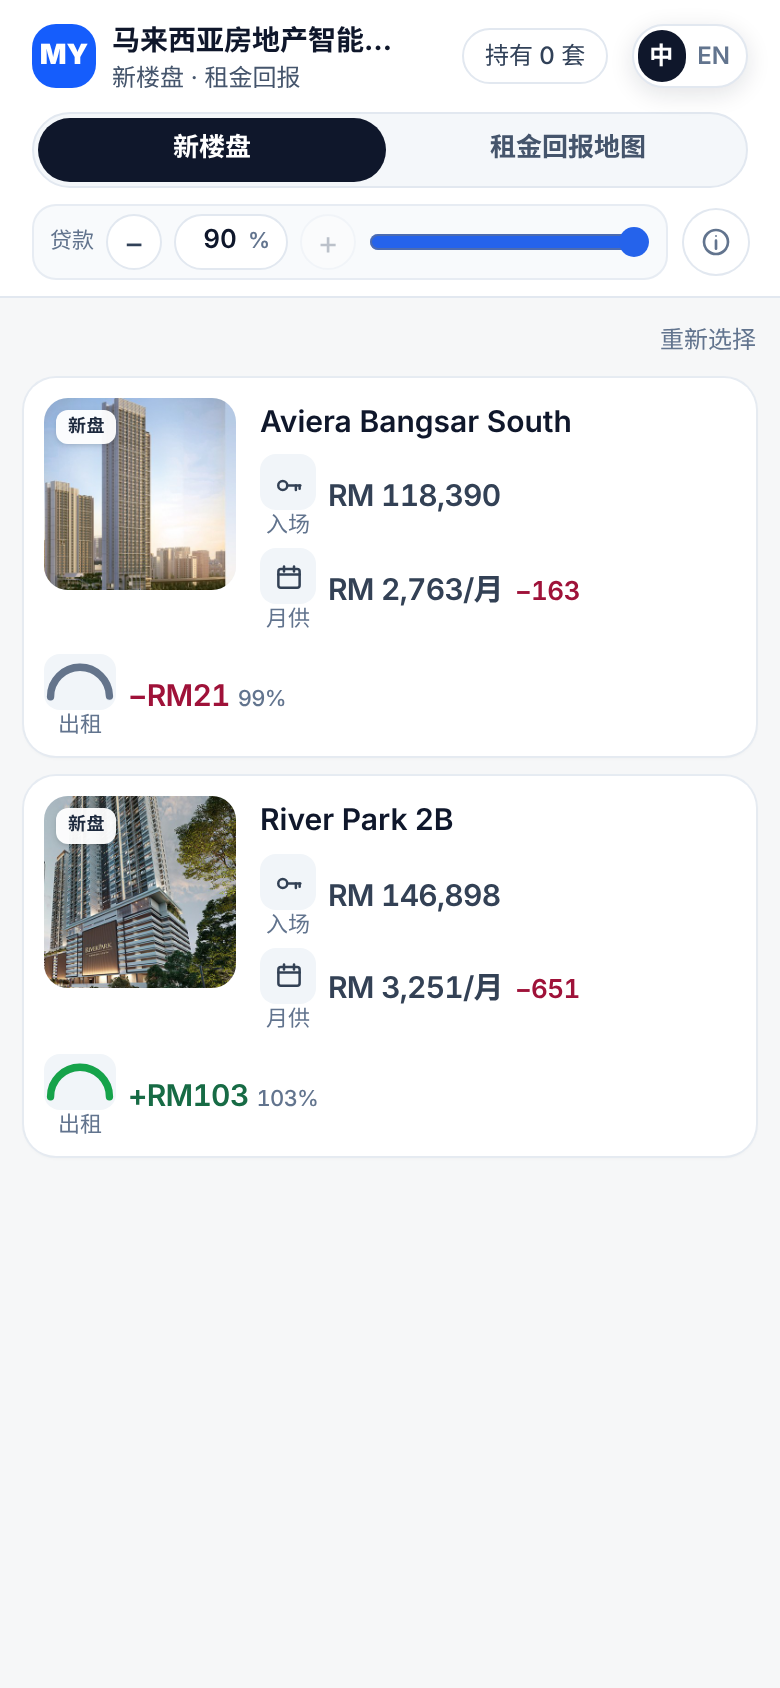 MY
马来西亚房地产智能...
新楼盘 · 租金回报
持有 0 套
中 EN
新楼盘
租金回报地图
贷款 – 90 % +
重新选择
新盘
Aviera Bangsar South
入场
RM 118,390
月供
RM 2,763/月 –163
出租
–RM21 99%
新盘
RIVERPARK
River Park 2B
入场
RM 146,898
月供
RM 3,251/月 –651
出租
+RM103 103%